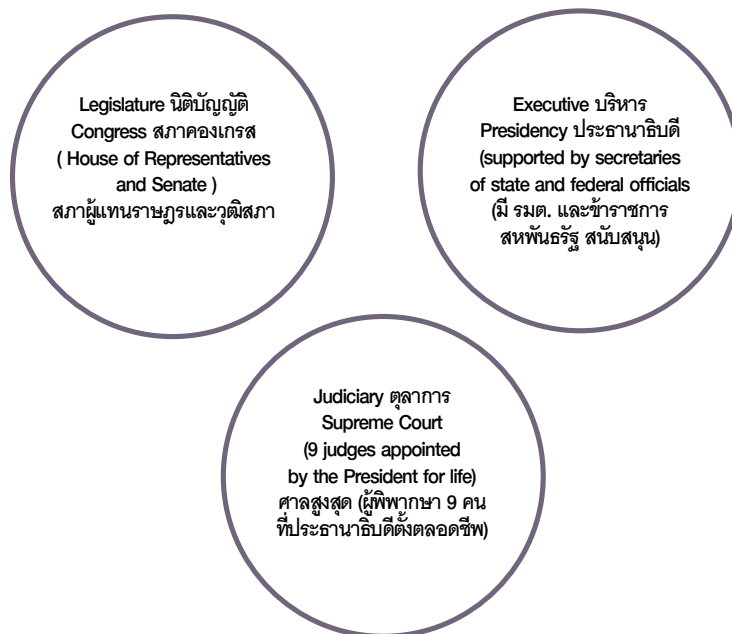 Legislature นิติบัญญัติ
Congress สภาคองเกรส
( House of Representatives
and Senate )
สภาผู้แทนราษฎรและวุฒิสภา
Executive บริหาร
Presidency ประธานาธิบดี
(supported by secretaries
of state and federal officials
(มี รมต. และข้าราชการ
สหพันธรัฐ สนับสนุน)
Judiciary ตุลาการ
Supreme Court
(9 judges appointed
by the President for life)
ศาลสูงสุด (ผู้พิพากษา 9 คน
ที่ประธานาธิบดีตั้งตลอดชีพ)